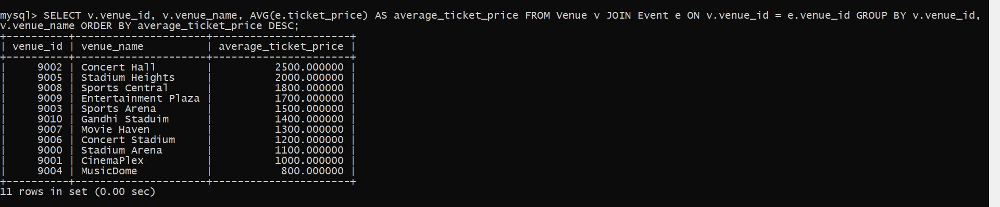 mysql> SELECT v.venue_id, v.venue_name, AVG(e.ticket_price) AS average_ticket_price FROM Venue v JOIN Event e ON v.venue_id = e.venue_id GROUP BY v.venue_id,
v.venue_name ORDER BY average_ticket_price DESC;
+----------+---------------------+----------------------+
| venue_id | venue_name          | average_ticket_price |
+----------+---------------------+----------------------+
|     9002 | Concert Hall        |          2500.000000 |
|     9005 | Stadium Heights     |          2000.000000 |
|     9008 | Sports Central      |          1800.000000 |
|     9009 | Entertainment Plaza |          1700.000000 |
|     9003 | Sports Arena        |          1500.000000 |
|     9010 | Gandhi Staduim      |          1400.000000 |
|     9007 | Movie Haven         |          1300.000000 |
|     9006 | Concert Stadium     |          1200.000000 |
|     9000 | Stadium Arena       |          1100.000000 |
|     9001 | CinemaPlex          |          1000.000000 |
|     9004 | MusicDome           |           800.000000 |
+----------+---------------------+----------------------+
11 rows in set (0.00 sec)